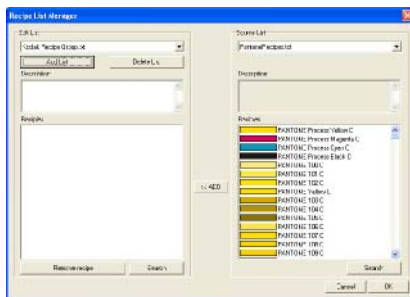 Recipe List Manager
Edit List
Kodak Recipe Group.txt
Add List
Delete List
Description
Recipes
Remove recipe
Search
<< ADD
Source List
PantoneRecipes.txt
Description
Recipes
PANTONE Process Yellow C
PANTONE Process Magenta C
PANTONE Process Cyan C
PANTONE Process Black C
PANTONE 100 C
PANTONE 101 C
PANTONE 102 C
PANTONE Yellow C
PANTONE 103 C
PANTONE 104 C
PANTONE 105 C
PANTONE 106 C
PANTONE 107 C
PANTONE 108 C
PANTONE 109 C
Search
Cancel
OK